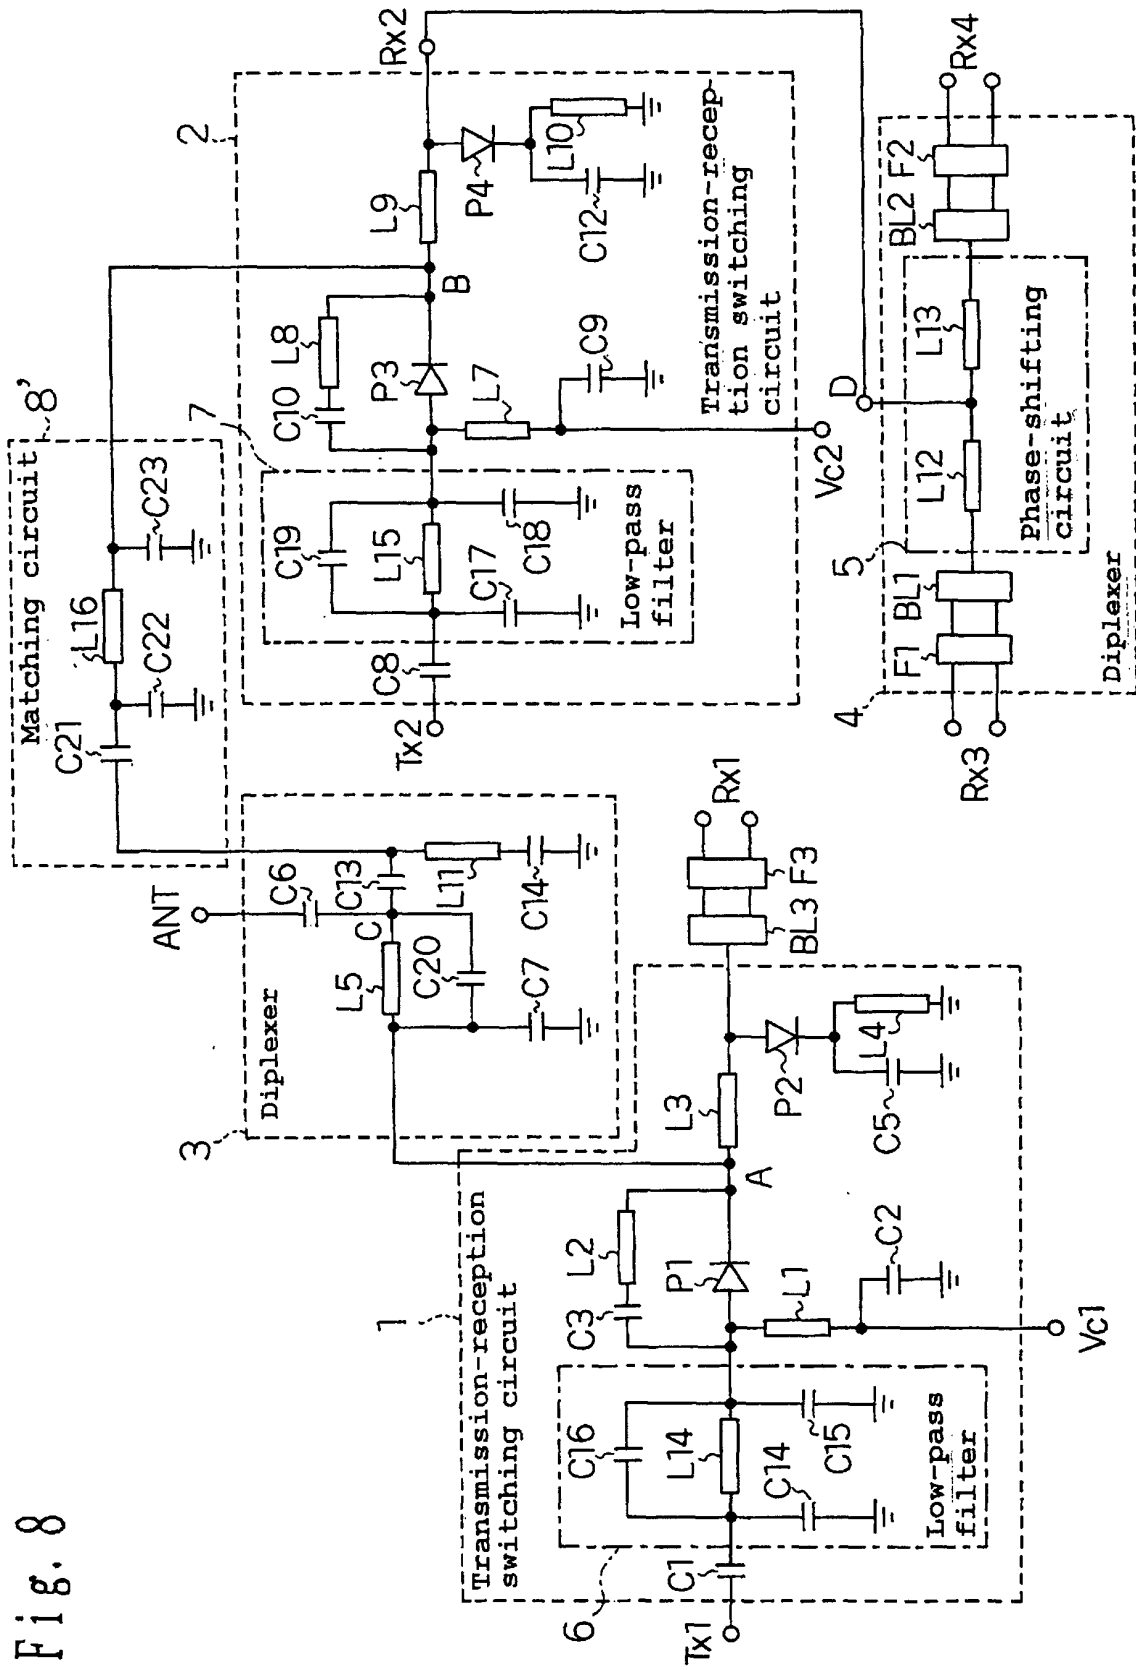 Fig. 8
Matching circuit
8'
C21
L16
C22
C23
ANT
3
Diplexer
C6
C
C13
L5
C20
C7
L11
C14
2
7
Tx2
C8
C19
L15
C17
C18
Low-pass
filter
C10
L8
P3
B
L7
C9
Vc2
L9
Rx2
P4
C12
L10
Transmission-recep-
tion switching
circuit
1
Transmission-reception
switching circuit
6
Tx1
C1
C16
L14
C14
C15
Low-pass
filter
C3
L2
P1
A
L1
C2
Vc1
L3
P2
C5
L4
BL3
F3
Rx1
4
Diplexer
5
Phase-shifting
circuit
D
Rx3
F1
BL1
L12
L13
BL2
F2
Rx4